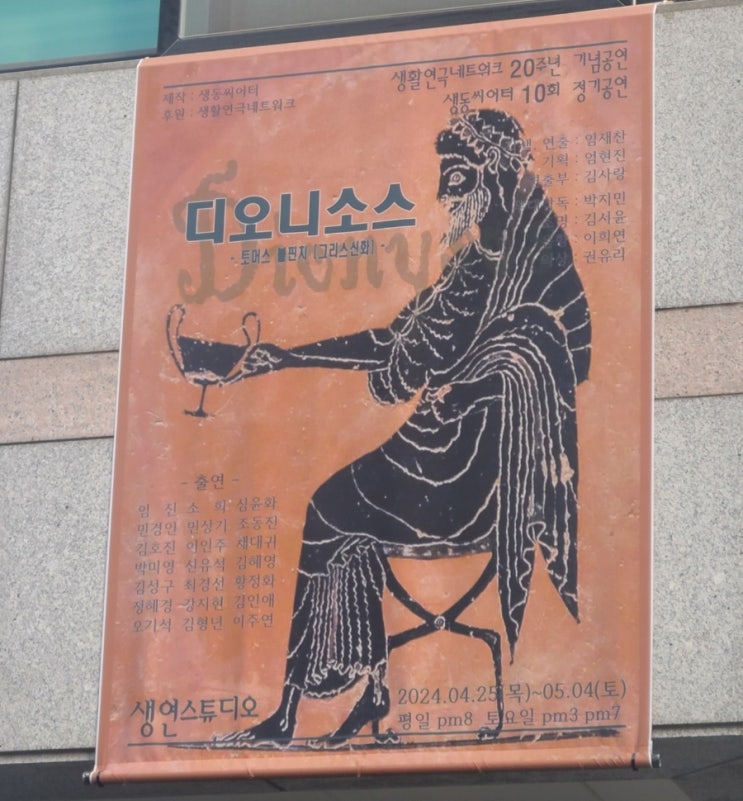 제작 : 생동씨어터
후원 : 생활연극네트워크
생활연극네트워크 20주년 기념공연
생동씨어터 10회 정기공연
연출 : 임재찬
기획 : 엄현진
김사랑
박지민
김서윤
이희연
권유리
디오니소스
- 토머스 불핀치 (그리스신화) -
- 출연 -
임 신 소 희 심윤화
민경인 임상기 조동진
김호진 이인주 채대귀
박미영 신유석 김혜영
김성구 최경선 황정화
정혜경 강지현 김인애
오기석 김형년 이주연
생연스튜디오
2024.04.25(목)~05.04(토)
평일 pm8 토요일 pm3 pm7